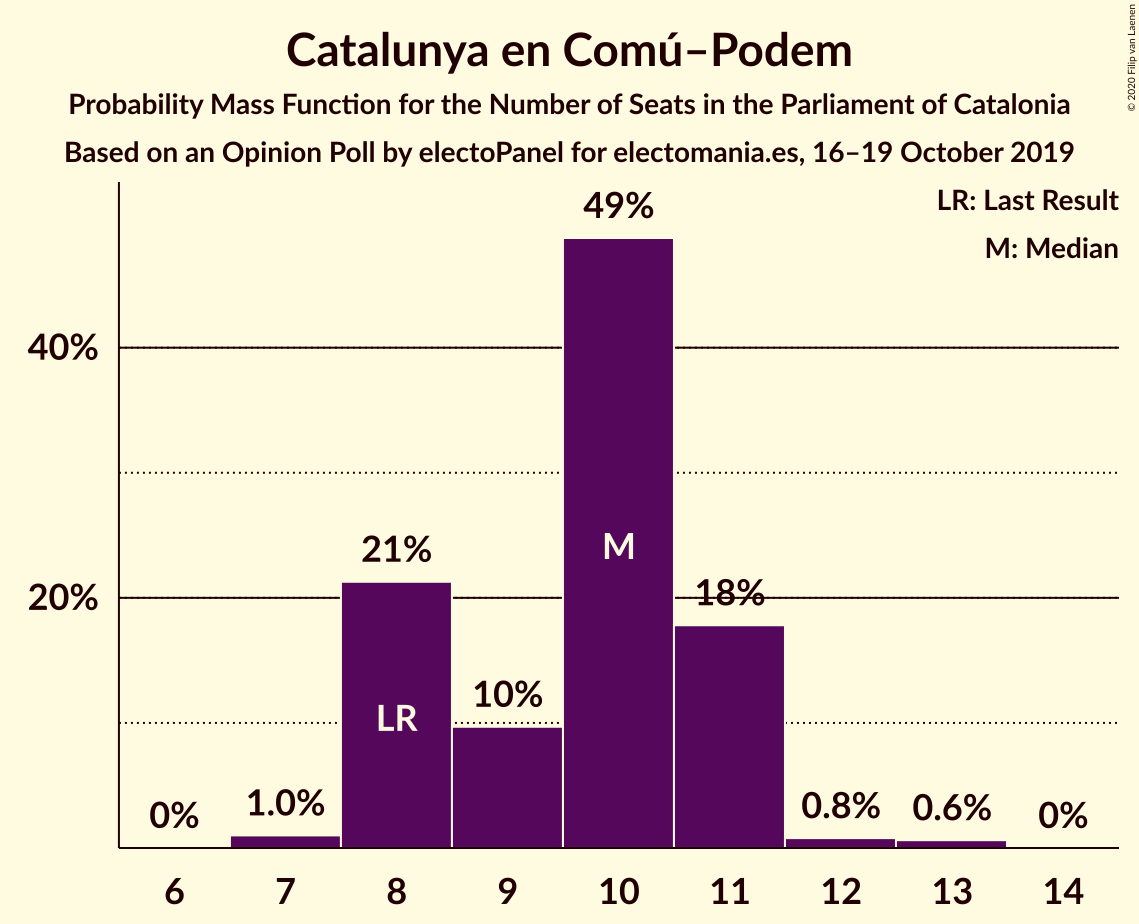 Catalunya en Comú–Podem
Probability Mass Function for the Number of Seats in the Parliament of Catalonia
Based on an Opinion Poll by electoPanel for electomania.es, 16–19 October 2019
© 2020 Filip van Laenen
LR: Last Result
M: Median
49%
40%
M
21%
20%
18%
10%
LR
0%
1.0%
0.8%
0.6%
0%
6 7 8 9 10 11 12 13 14